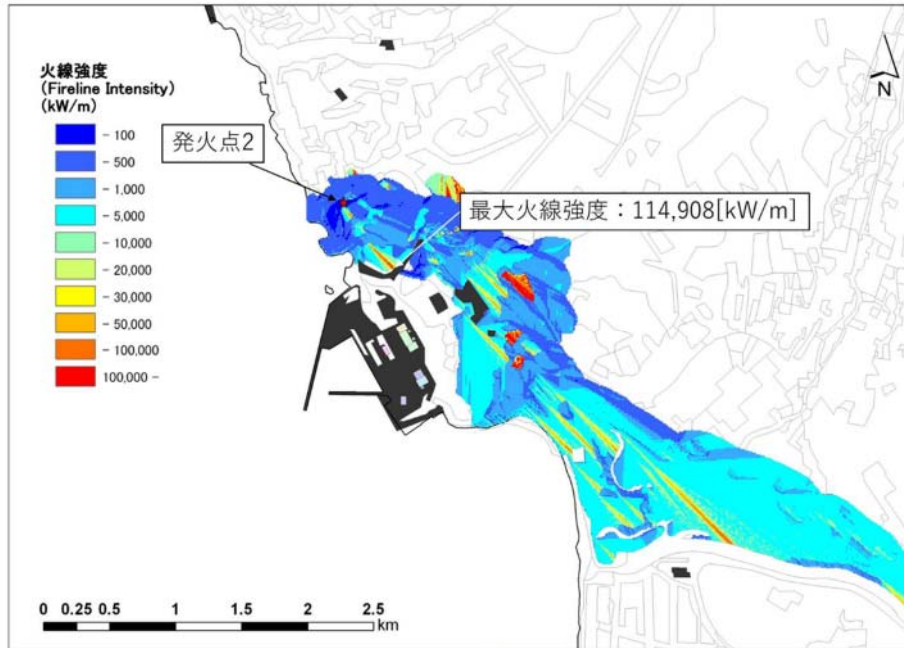 火線強度
(Fireline Intensity)
(kW/m)
- 100
- 500
- 1,000
- 5,000
- 10,000
- 20,000
- 30,000
- 50,000
- 100,000
100,000 -
発火点2
最大火線強度：114,908[kW/m]
N
0 0.25 0.5 1 1.5 2 2.5
km